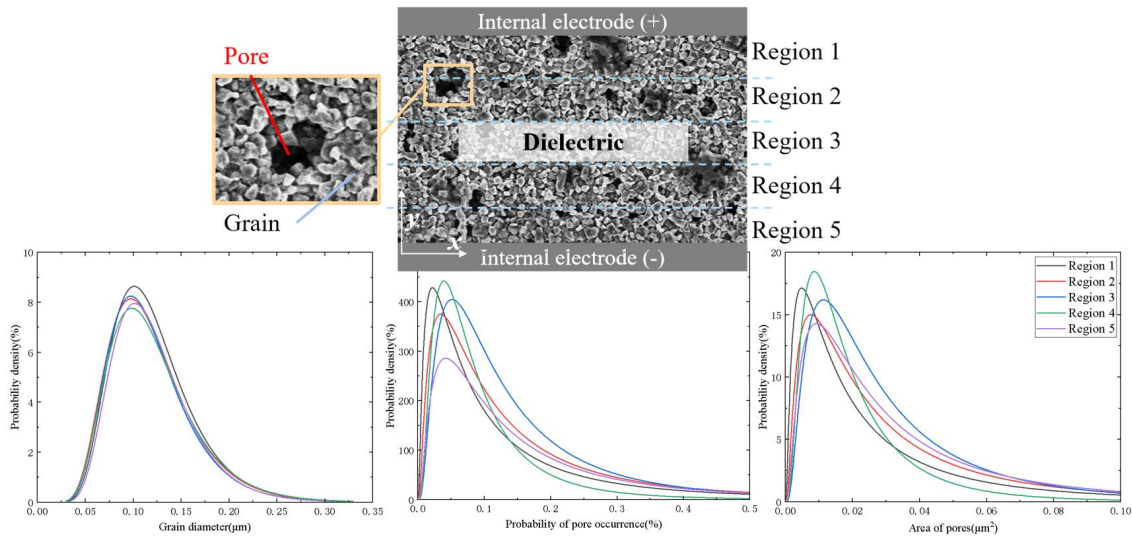 Internal electrode (+)
Pore
Region 1
Region 2
Dielectric
Region 3
Region 4
Grain
y
x
Region 5
Internal electrode (-)
10
8
6
4
2
0
Probability density(%)
0.00
0.05
0.10
0.15
0.20
0.25
0.30
0.35
Grain diameter(μm)
400
300
200
100
0
Probability density(%)
0.0
0.1
0.2
0.3
0.4
0.5
Probability of pore occurrence(%)
20
15
10
5
0
Probability density(%)
0.00
0.02
0.04
0.06
0.08
0.10
Area of pores(μm²)
Region 1
Region 2
Region 3
Region 4
Region 5